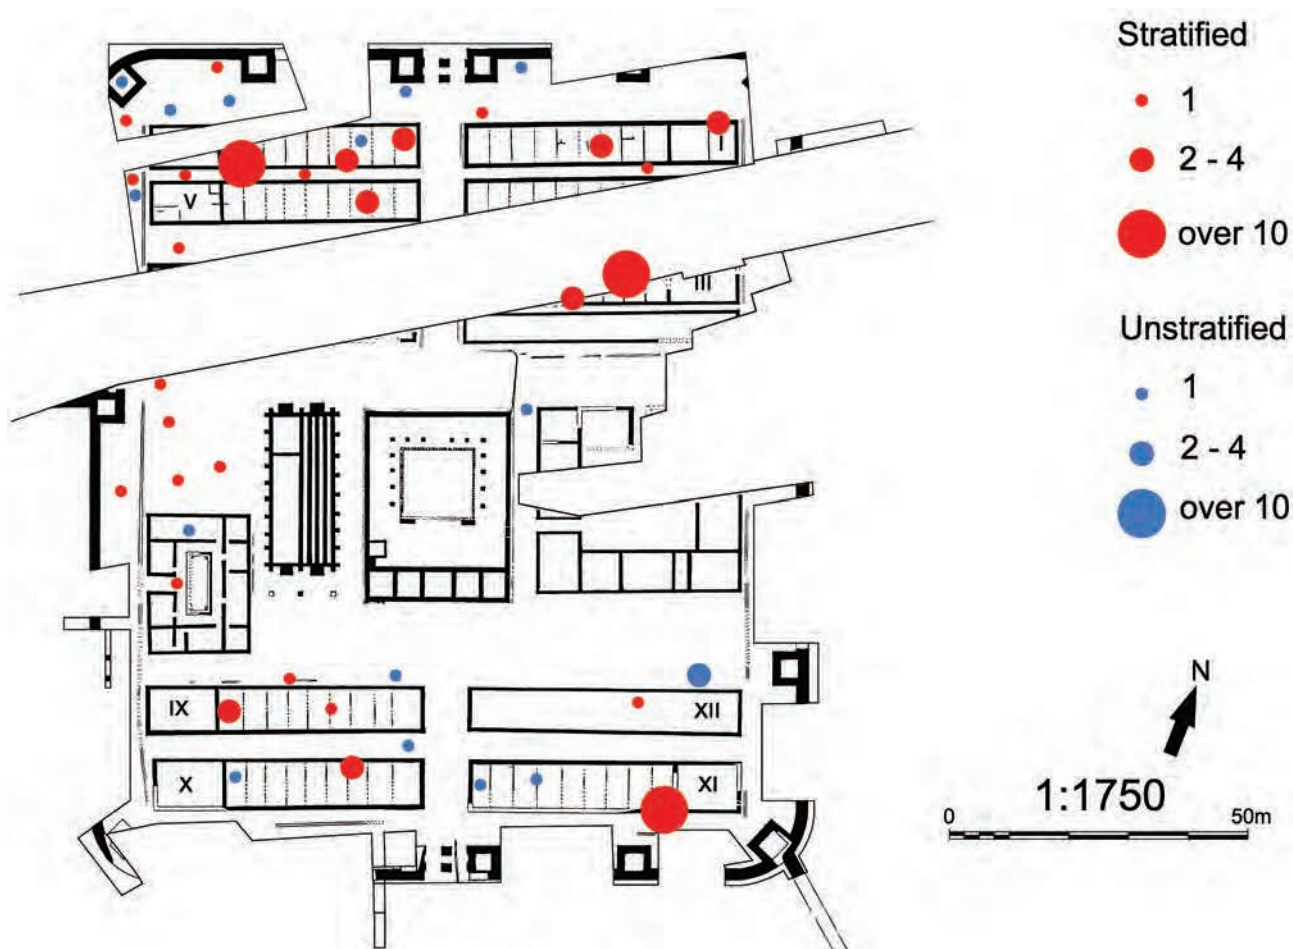 Stratified
1
2 - 4
over 10
Unstratified
1
2 - 4
over 10
I
V
III
IX
XII
X
XI
N
1:1750
0 50m